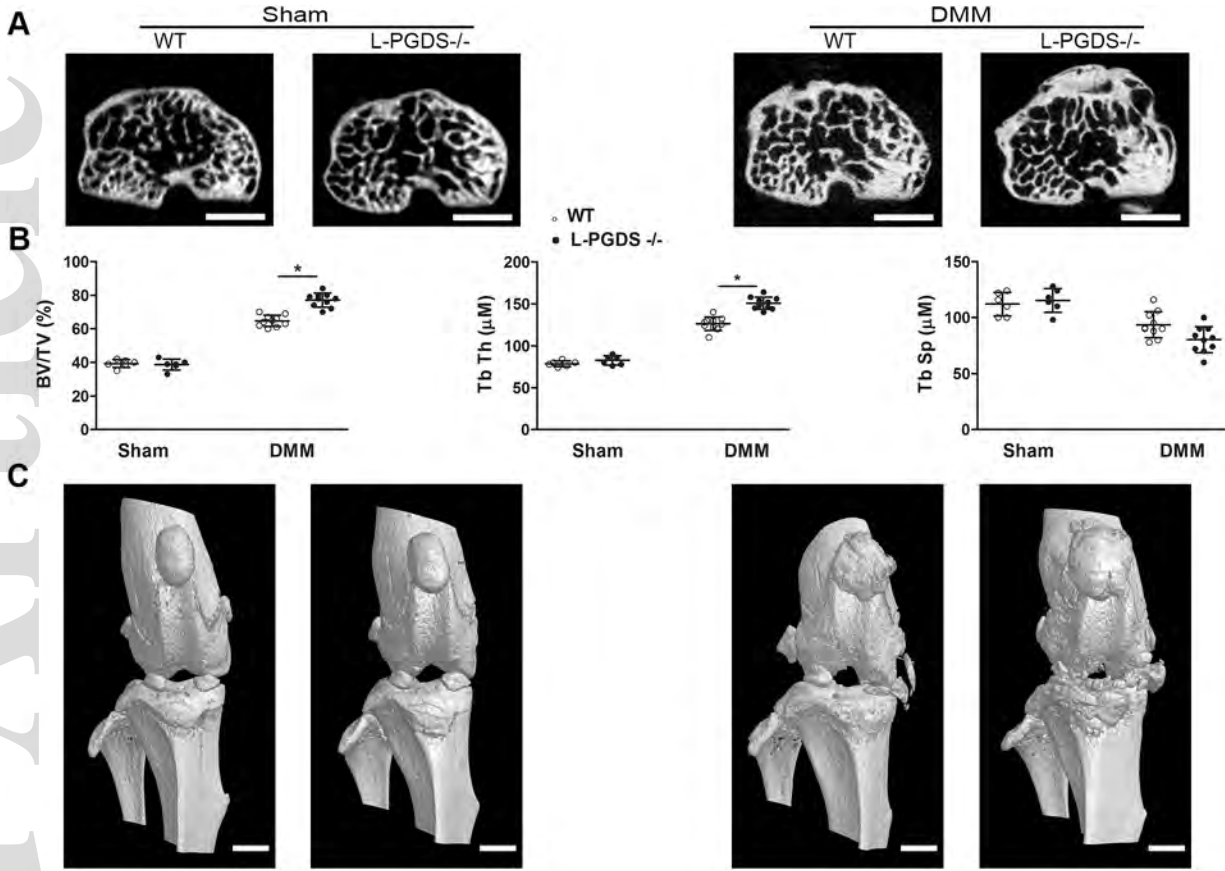 A
Sham
DMM
WT
L-PGDS-/-
WT
L-PGDS-/-
B
WT
L-PGDS -/-
BV/TV (%)
100
80
60
40
20
0
Sham
DMM
*
Tb Th (μM)
200
150
100
50
0
Sham
DMM
*
Tb Sp (μM)
150
100
50
0
Sham
DMM
C